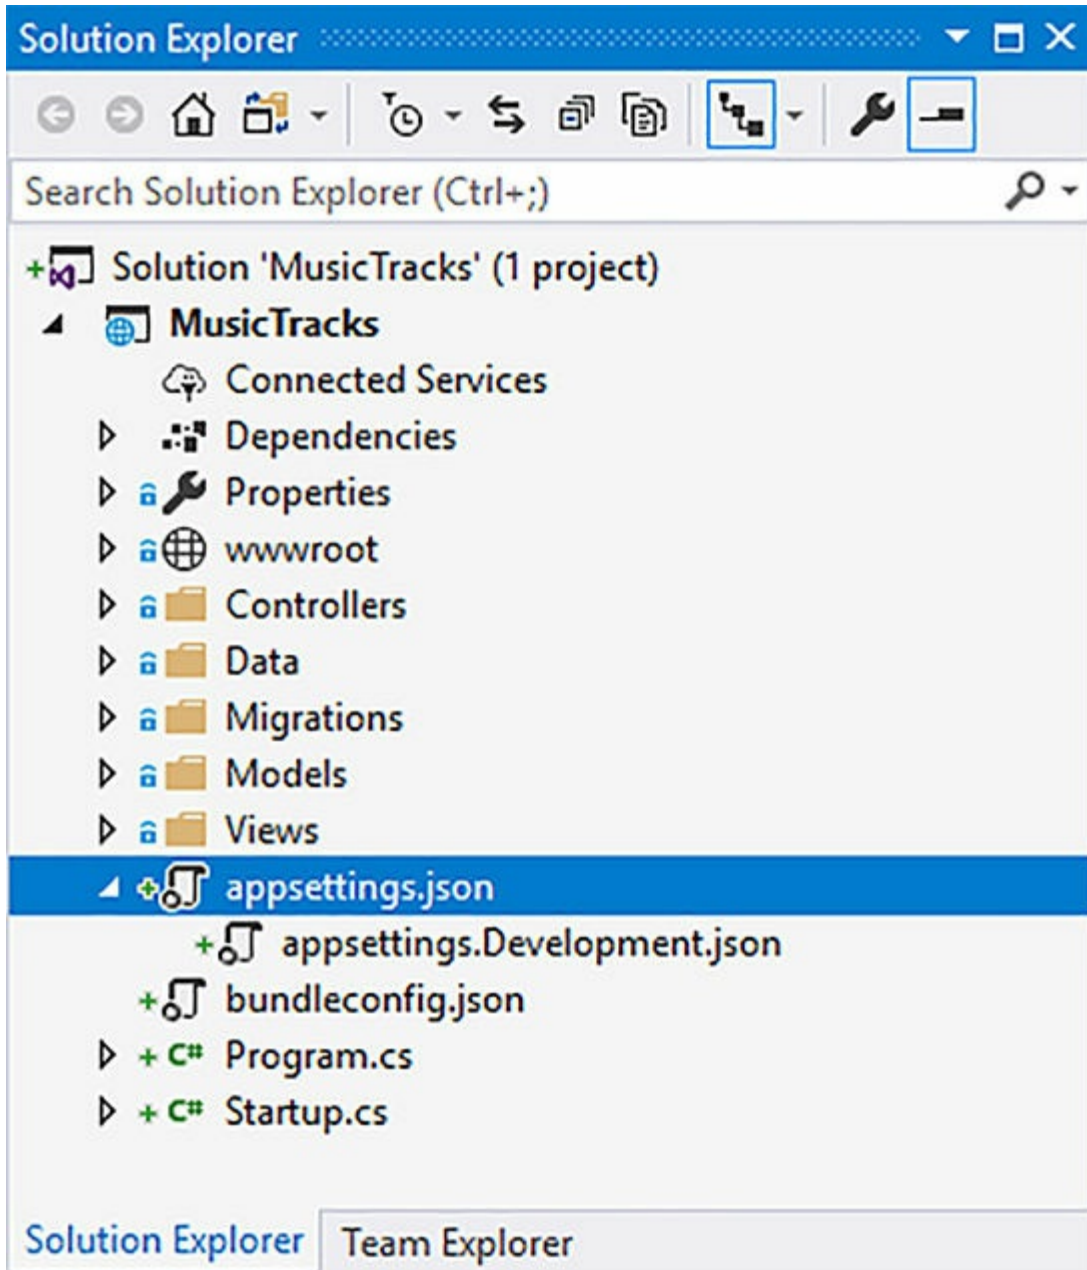 Solution Explorer
Search Solution Explorer (Ctrl+;)
Solution 'MusicTracks' (1 project)
MusicTracks
Connected Services
Dependencies
Properties
wwwroot
Controllers
Data
Migrations
Models
Views
appsettings.json
appsettings.Development.json
bundleconfig.json
C# Program.cs
C# Startup.cs
Solution Explorer Team Explorer